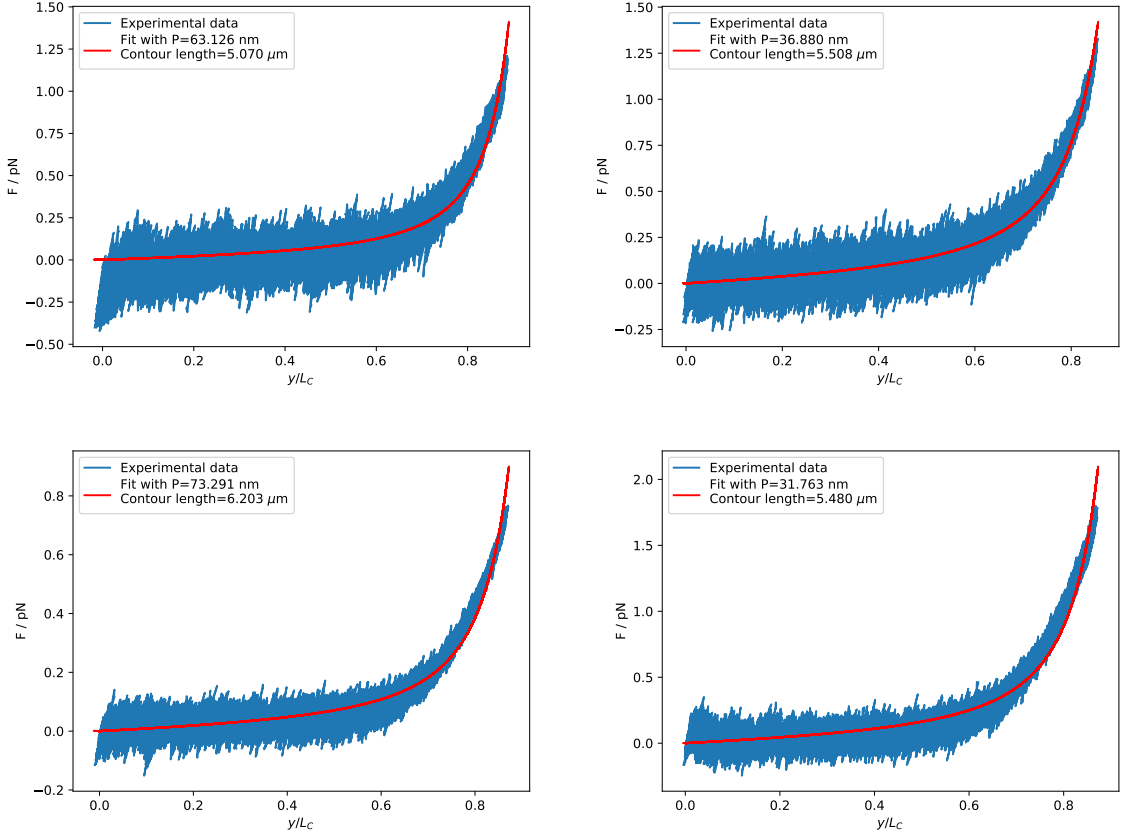 Experimental data
Fit with P=63.126 nm
Contour length=5.070 μm
1.50
1.25
1.00
0.75
0.50
0.25
0.00
−0.25
−0.50
F / pN
0.0
0.2
0.4
0.6
0.8
y/L_C
Experimental data
Fit with P=36.880 nm
Contour length=5.508 μm
1.50
1.25
1.00
0.75
0.50
0.25
0.00
−0.25
F / pN
0.0
0.2
0.4
0.6
0.8
y/L_C
Experimental data
Fit with P=73.291 nm
Contour length=6.203 μm
0.8
0.6
0.4
0.2
0.0
−0.2
F / pN
0.0
0.2
0.4
0.6
0.8
y/L_C
Experimental data
Fit with P=31.763 nm
Contour length=5.480 μm
2.0
1.5
1.0
0.5
0.0
F / pN
0.0
0.2
0.4
0.6
0.8
y/L_C